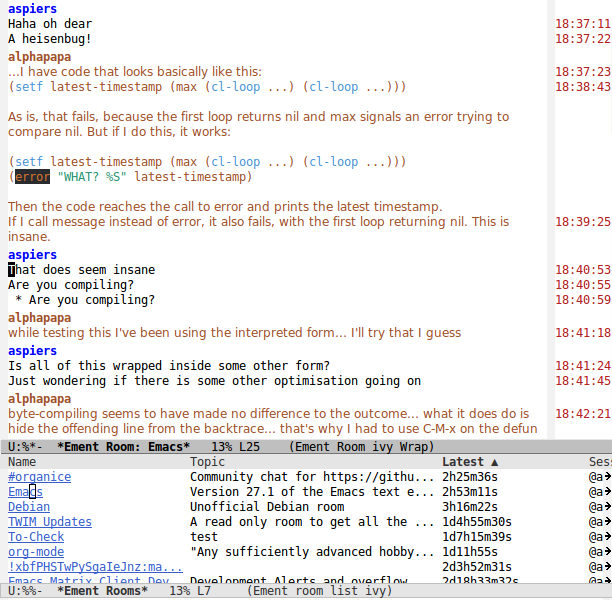 aspiers
Haha oh dear 18:37:11
A heisenbug! 18:37:22
alphapapa
...I have code that looks basically like this: 18:37:23
(setf latest-timestamp (max (cl-loop ...) (cl-loop ...))) 18:38:43
As is, that fails, because the first loop returns nil and max signals an error trying to
compare nil. But if I do this, it works:
(setf latest-timestamp (max (cl-loop ...) (cl-loop ...)))
(error "WHAT? %S" latest-timestamp)
Then the code reaches the call to error and prints the latest timestamp.
If I call message instead of error, it also fails, with the first loop returning nil. This is 18:39:25
insane.
aspiers
That does seem insane 18:40:53
Are you compiling? 18:40:55
* Are you compiling? 18:40:59
alphapapa
while testing this I've been using the interpreted form... I'll try that I guess 18:41:18
aspiers
Is all of this wrapped inside some other form? 18:41:24
Just wondering if there is some other optimisation going on 18:41:45
alphapapa
byte-compiling seems to have made no difference to the outcome... what it does do is 18:42:21
hide the offending line from the backtrace... that's why I had to use C-M-x on the defun
U:%*- *Ement Room: Emacs* 13% L25 (Ement Room ivy Wrap)
Name Topic Latest ▲ Ses
#organice Community chat for https://githu... 2h25m36s @a
Emacs Version 27.1 of the Emacs text e... 2h53m11s @a
Debian Unofficial Debian room 3h16m22s @a
TWIM Updates A read only room to get all the ... 1d4h55m30s @a
To-Check test 1d7h15m39s @a
org-mode "Any sufficiently advanced hobby... 1d11h55s @a
!xbfPHSTwPySgaIeJnz:ma... 2d3h52m31s @a
Emacs Matrix Client Dev Development Alerts and overflow 2d18h33m32s @a
U:%%- *Ement Rooms* 13% L7 (Ement room list ivy)